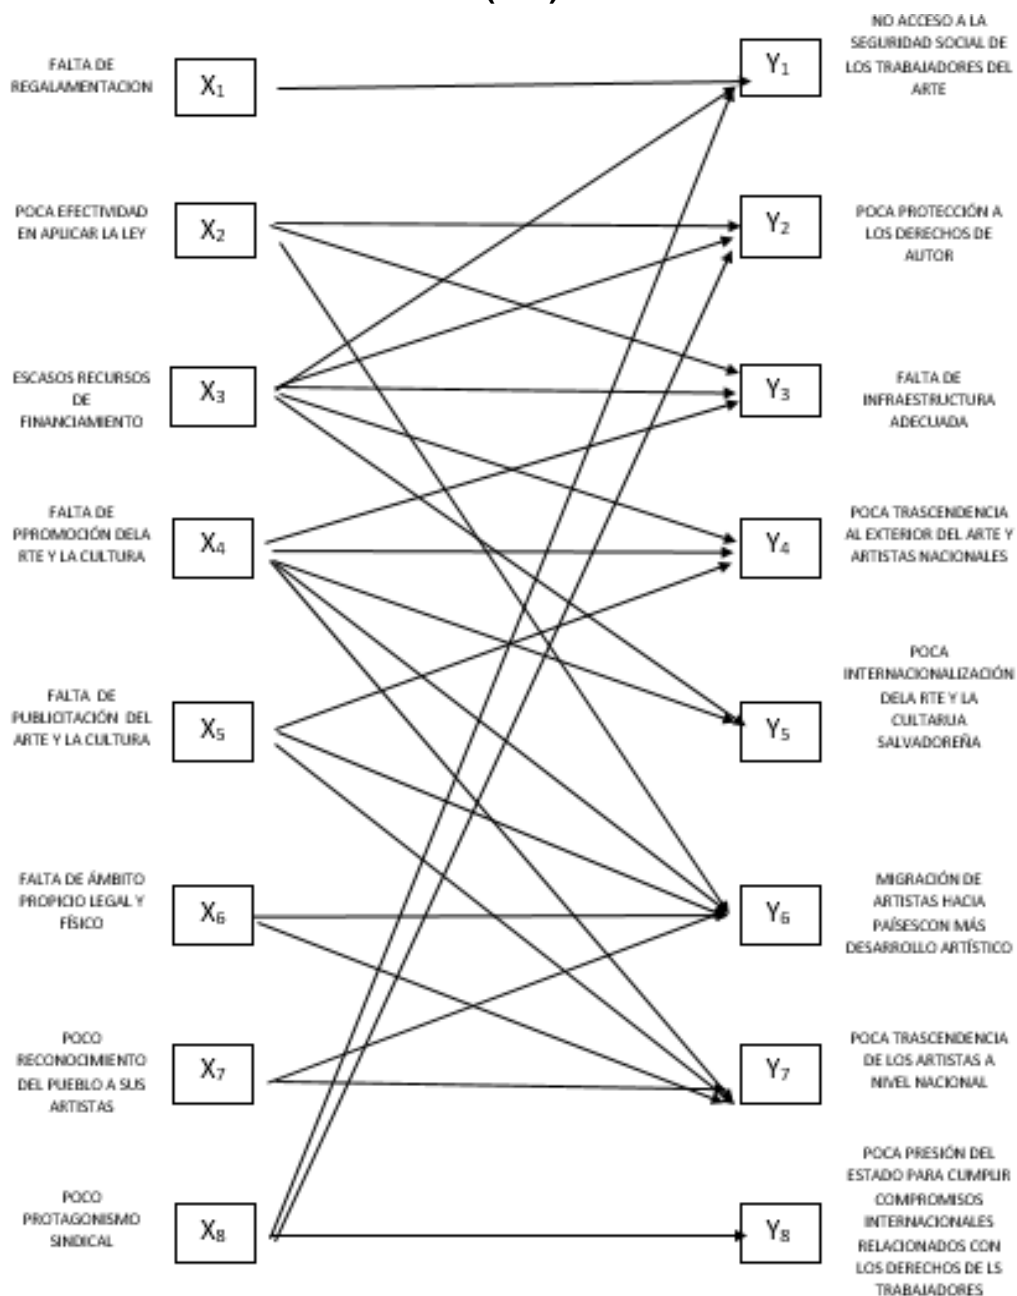 FALTA DE
REGALAMENTACION
X1
Y1
NO ACCESO A LA
SEGURIDAD SOCIAL DE
LOS TRABAJADORES DEL
ARTE
POCA EFECTIVIDAD
EN APLICAR LA LEY
X2
Y2
POCA PROTECCIÓN A
LOS DERECHOS DE
AUTOR
ESCASOS RECURSOS
DE
FINANCIAMIENTO
X3
Y3
FALTA DE
INFRAESTRUCTURA
ADECUADA
FALTA DE
PPROMOCIÓN DELA
RTE Y LA CULTURA
X4
Y4
POCA TRASCENDENCIA
AL EXTERIOR DEL ARTE Y
ARTISTAS NACIONALES
FALTA DE
PUBLICITACIÓN DEL
ARTE Y LA CULTURA
X5
Y5
POCA
INTERNACIONALIZACIÓN
DELA RTE Y LA
CULTARUA
SALVADOREÑA
FALTA DE ÁMBITO
PROPICIO LEGAL Y
FÍSICO
X6
Y6
MIGRACIÓN DE
ARTISTAS HACIA
PAÍSESCON MÁS
DESARROLLO ARTÍSTICO
POCO
RECONOCIMIENTO
DEL PUEBLO A SUS
ARTISTAS
X7
Y7
POCA TRASCENDENCIA
DE LOS ARTISTAS A
NIVEL NACIONAL
POCO
PROTAGONISMO
SINDICAL
X8
Y8
POCA PRESIÓN DEL
ESTADO PARA CUMPLIR
COMPROMISOS
INTERNACIONALES
RELACIONADOS CON
LOS DERECHOS DE LS
TRABAJADORES